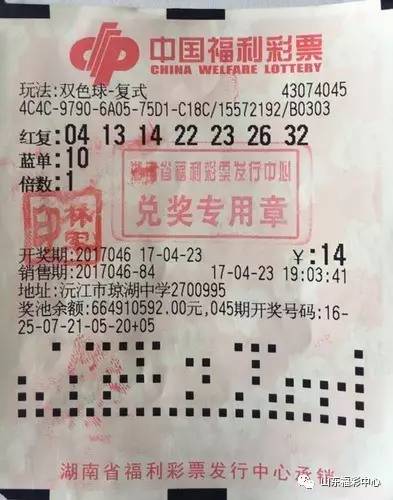 中国福利彩票
CHINA WELFARE LOTTERY
玩法:双色球-复式 43074045
4C4C-9790-6A05-75D1-C18C/15572192/B0303
红复:04 13 14 22 23 26 32
蓝单:10
倍数:1
湖南省福利彩票发行中心
兑奖专用章
开奖期:2017046 17-04-23 ¥:14
销售期:2017046-84 17-04-23 19:03:41
地址:沅江市琼湖中学2700995
奖池余额:664910592.00元,045期开奖号码:16-
25-07-21-05-20+05
湖南省福利彩票发行中心承销
山东福彩中心